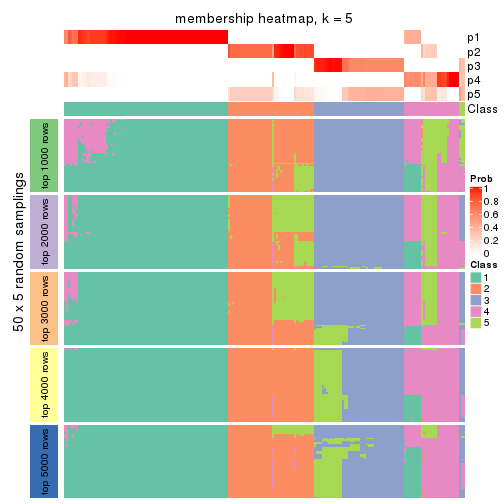 membership heatmap, k = 5
p1
p2
p3
p4
p5
Class
50 x 5 random samplings
top 1000 rows
top 2000 rows
top 3000 rows
top 4000 rows
top 5000 rows
Prob
1
0.8
0.6
0.4
0.2
0
Class
1
2
3
4
5